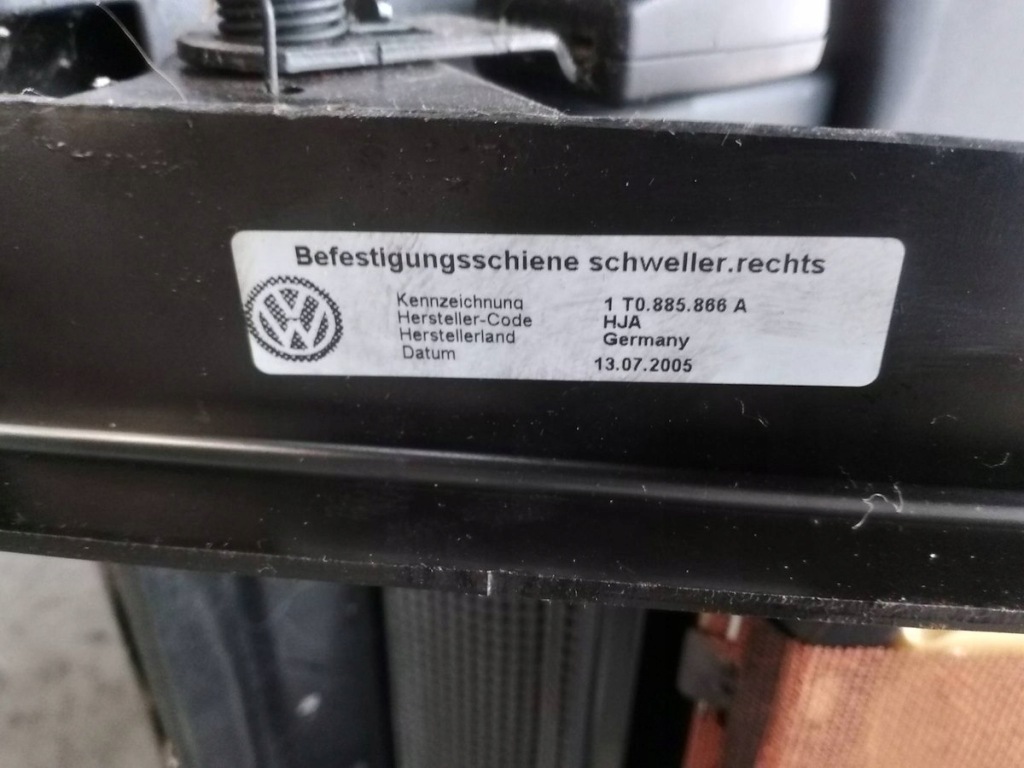 Befestigungsschiene schweller.rechts
Kennzeichnung 1 T0.885.866 A
Hersteller-Code HJA
Herstellerland Germany
Datum 13.07.2005